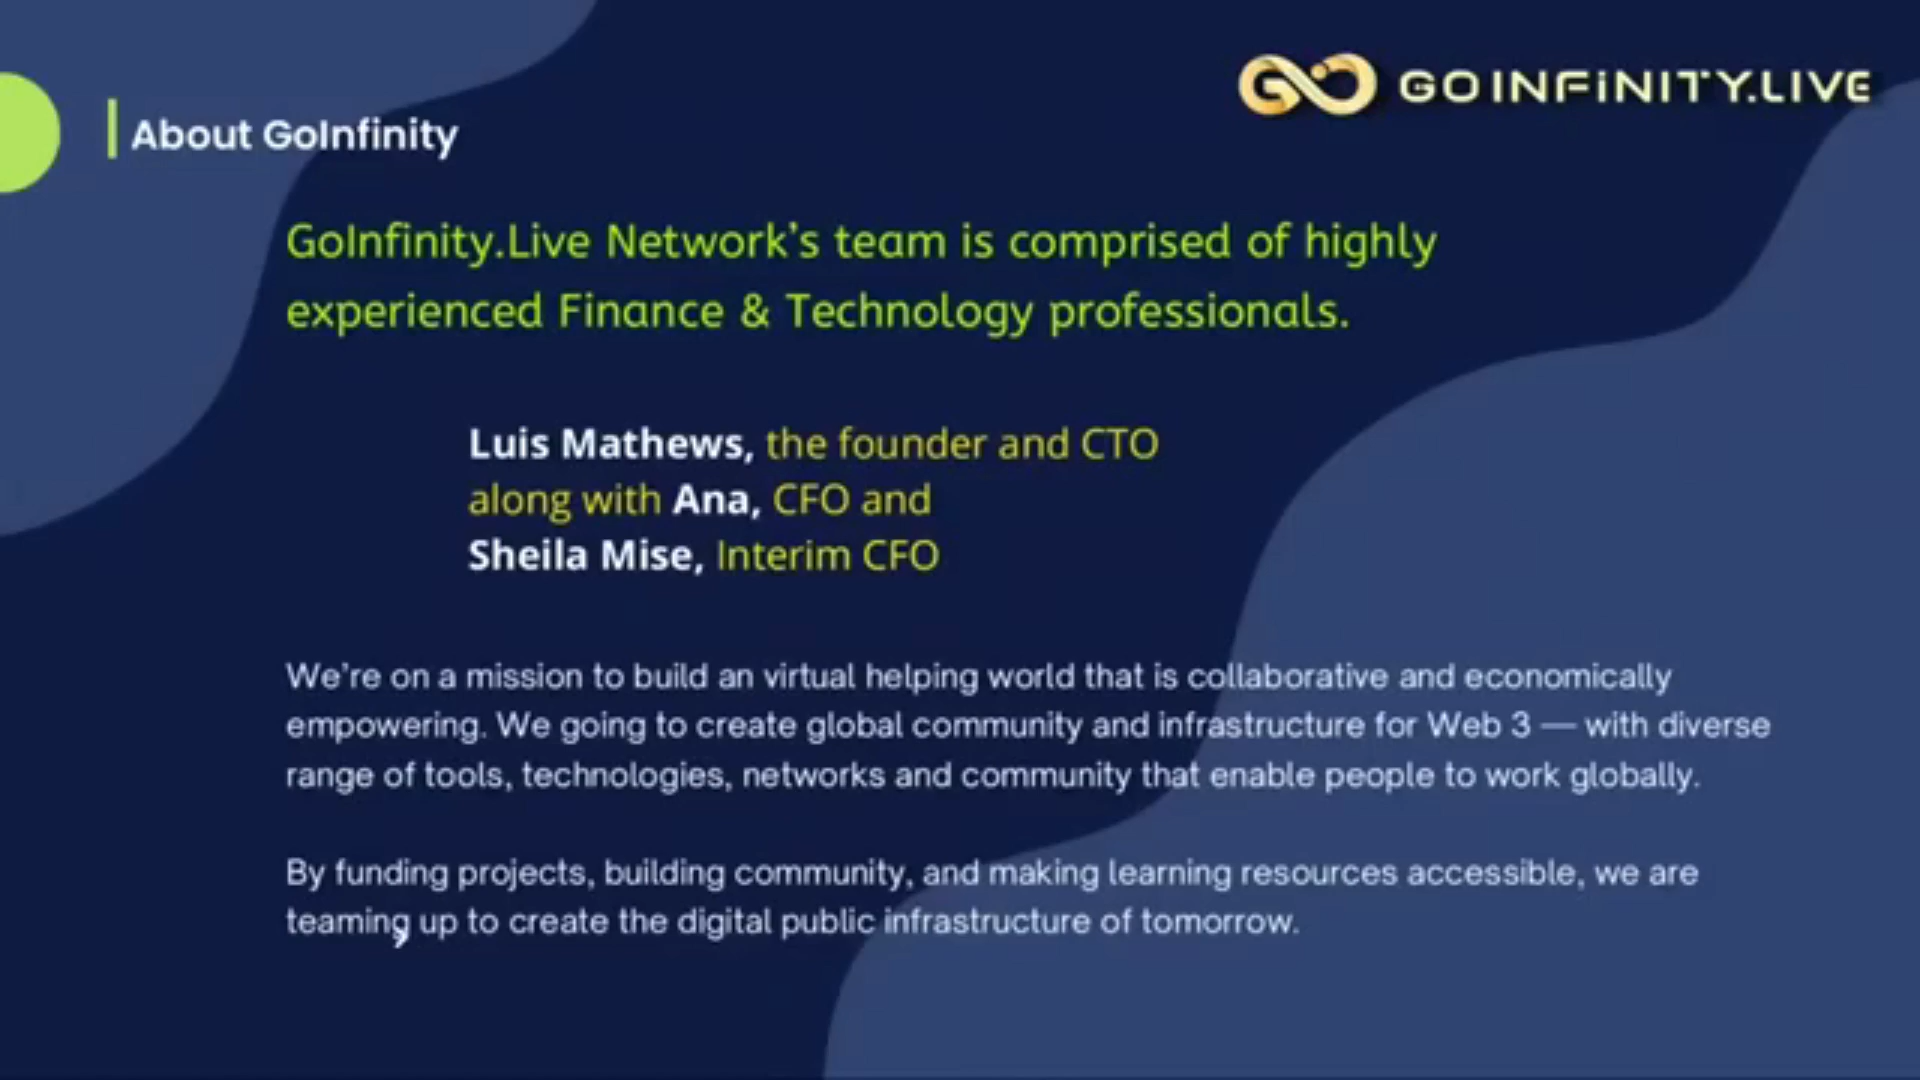 GOINFiNiTY.LIVE
About GoInfinity
GoInfinity.Live Network's team is comprised of highly
experienced Finance & Technology professionals.
Luis Mathews, the founder and CTO
along with Ana, CFO and
Sheila Mise, Interim CFO
We're on a mission to build an virtual helping world that is collaborative and economically
empowering. We going to create global community and infrastructure for Web 3 — with diverse
range of tools, technologies, networks and community that enable people to work globally.
By funding projects, building community, and making learning resources accessible, we are
teaming up to create the digital public infrastructure of tomorrow.